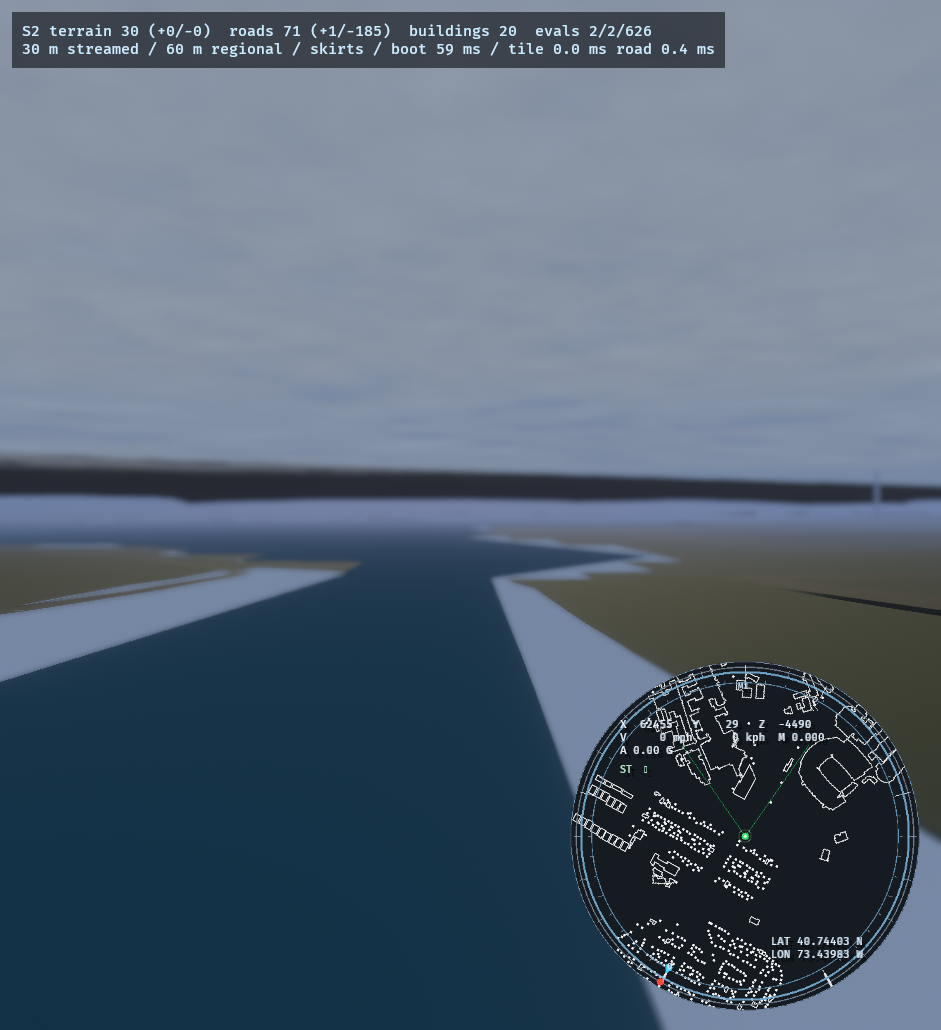 S2 terrain 30 (+0/-0) roads 71 (+1/-185) buildings 20 evals 2/2/626
30 m streamed / 60 m regional / skirts / boot 59 ms / tile 0.0 ms road 0.4 ms
X 62455 Y 29 · Z -4490
V 0 mph 0 kph M 0.000
A 0.00 G
ST
LAT 40.74403 N
LON 73.43983 W